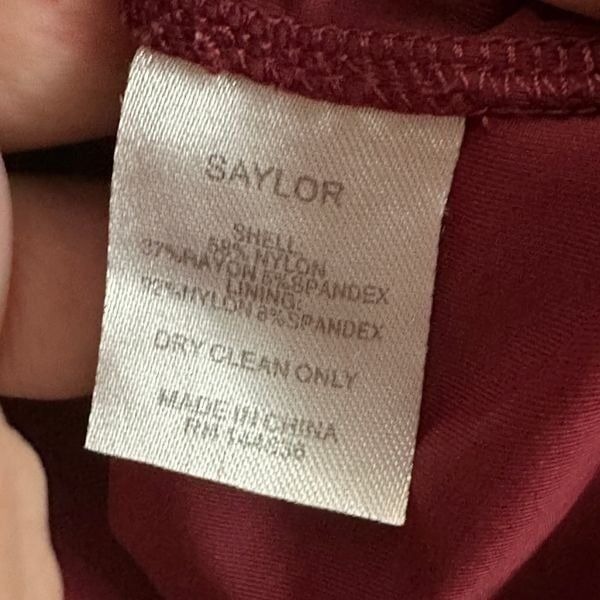 SAYLOR
SHELL:
58% NYLON
37%RAYON 5%SPANDEX
LINING:
92%NYLON 8%SPANDEX
DRY CLEAN ONLY
MADE IN CHINA
RN